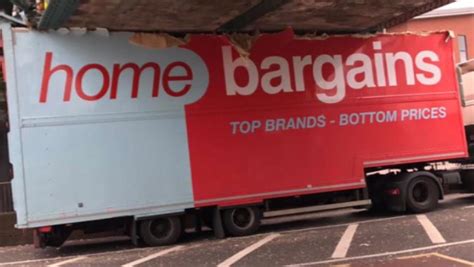 home bargains
TOP BRANDS - BOTTOM PRICES